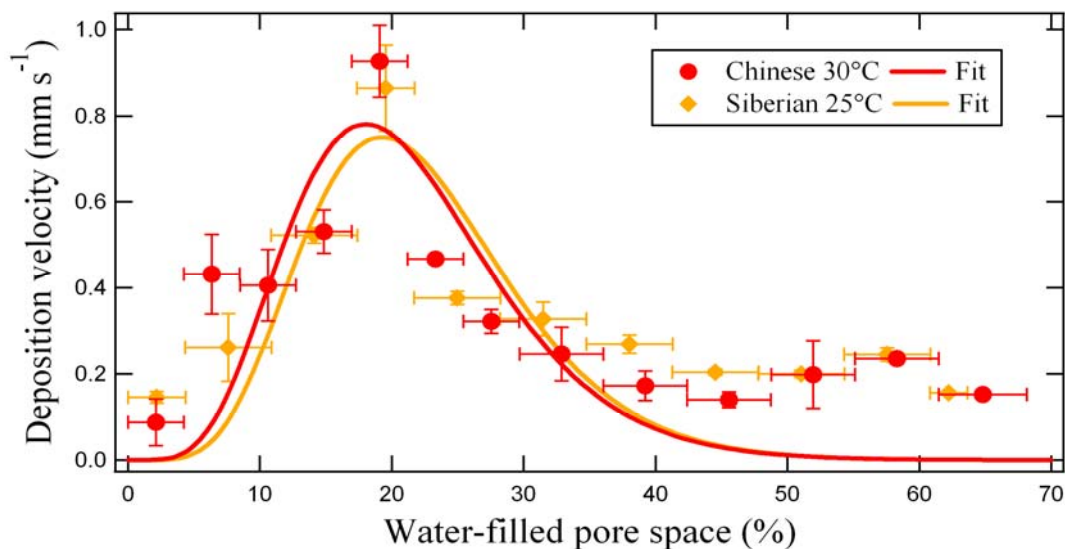 1.0
0.8
0.6
0.4
0.2
0.0
Deposition velocity (mm s⁻¹)
Chinese 30°C Fit
Siberian 25°C Fit
0 10 20 30 40 50 60 70
Water-filled pore space (%)